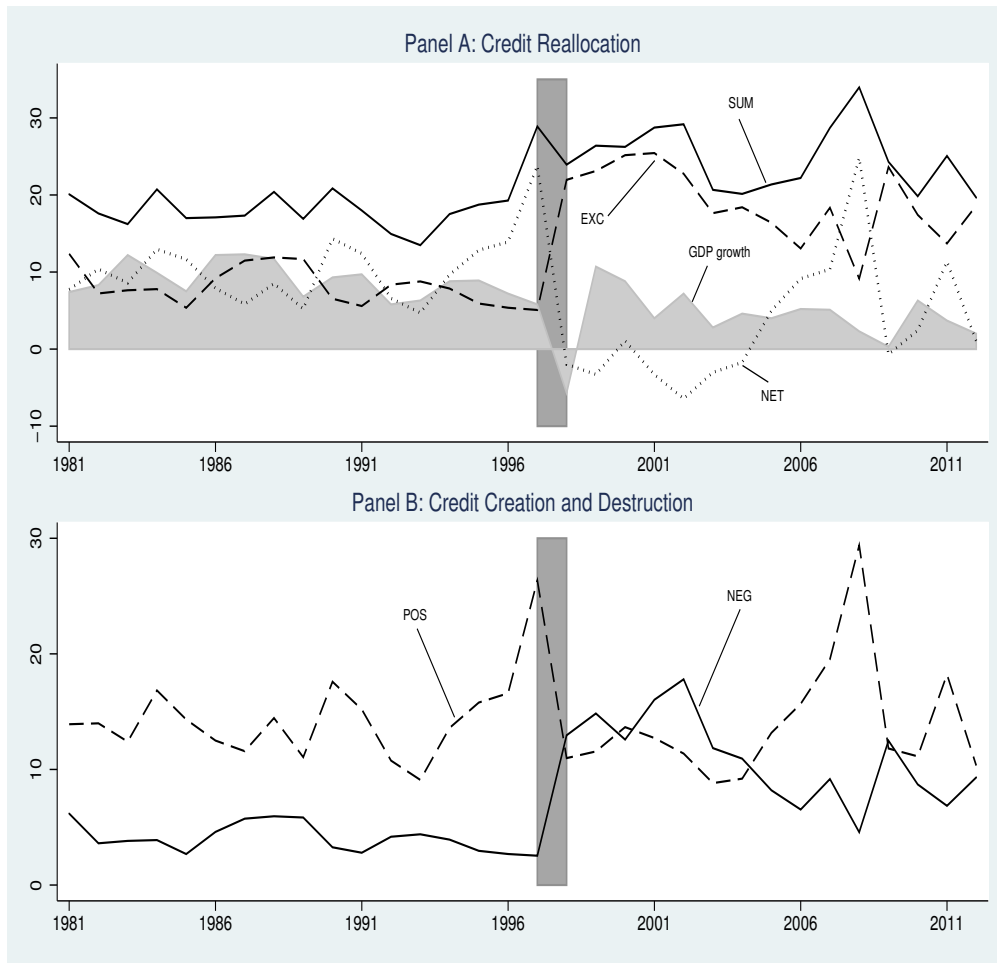 Panel A: Credit Reallocation
30
20
10
0
−10
SUM
EXC
GDP growth
NET
1981 1986 1991 1996 2001 2006 2011
Panel B: Credit Creation and Destruction
30
20
10
0
POS
NEG
1981 1986 1991 1996 2001 2006 2011